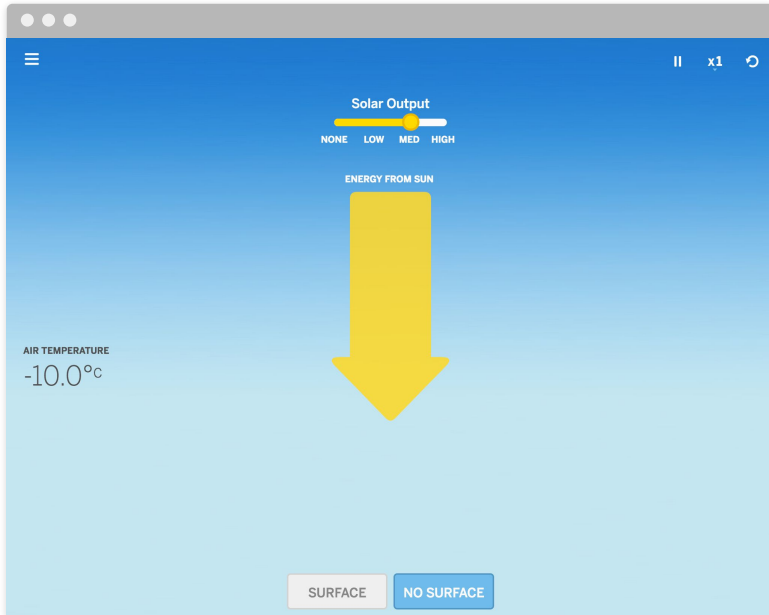 x1
Solar Output
NONE LOW MED HIGH
ENERGY FROM SUN
AIR TEMPERATURE
-10.0°C
SURFACE NO SURFACE